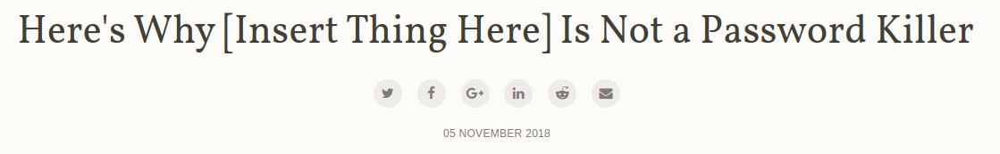 Here's Why [Insert Thing Here] Is Not a Password Killer
05 NOVEMBER 2018